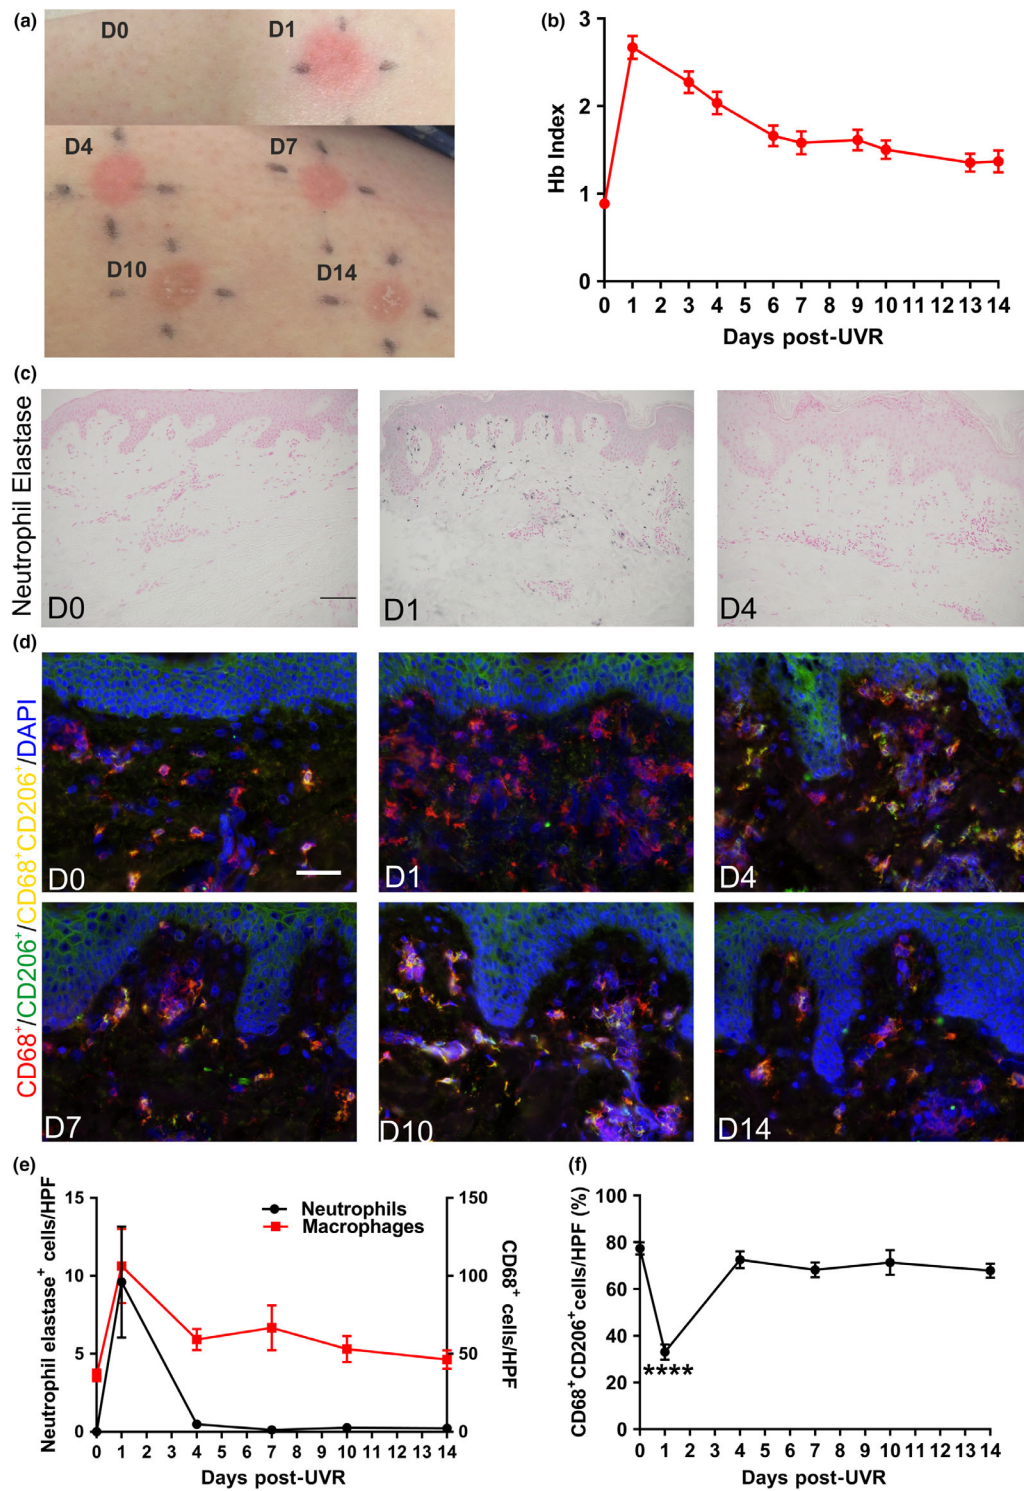 (a)
D0
D1
D4
D7
D10
D14
(b)
Hb Index
3
2
1
0
0 1 3 4 6 7 9 10 11 13 14
Days post-UVR
(c)
Neutrophil Elastase
D0
D1
D4
(d)
CD68⁺/CD206⁺/CD68⁺CD206⁺/DAPI
D0
D1
D4
D7
D10
D14
(e)
Neutrophil elastase⁺ cells/HPF
15
10
5
0
Neutrophils
Macrophages
150
100
50
0
CD68⁺ cells/HPF
0 1 2 3 4 5 6 7 8 9 10 11 12 13 14
Days post-UVR
(f)
CD68⁺CD206⁺cells/HPF (%)
100
80
60
40
20
0
****
0 1 2 3 4 5 6 7 8 9 10 11 12 13 14
Days post-UVR